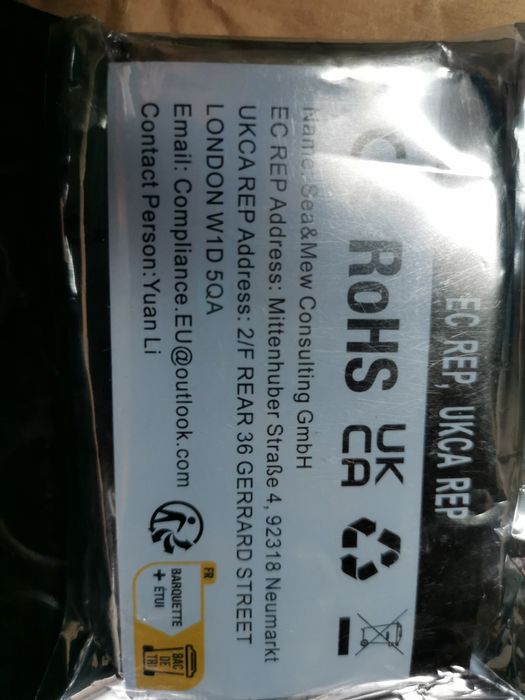 EC REP, UKCA REP
RoHS
UK
CA
Name: Sea&Mew Consulting GmbH
EC REP Address: Mittenhuber Straße 4, 92318 Neumarkt
UKCA REP Address: 2/F REAR 36 GERRARD STREET
LONDON W1D 5QA
Email: Compliance.EU@outlook.com
Contact Person:Yuan Li
FR
BARQUETTE
+ ÉTUI
BAC
DE
TRI